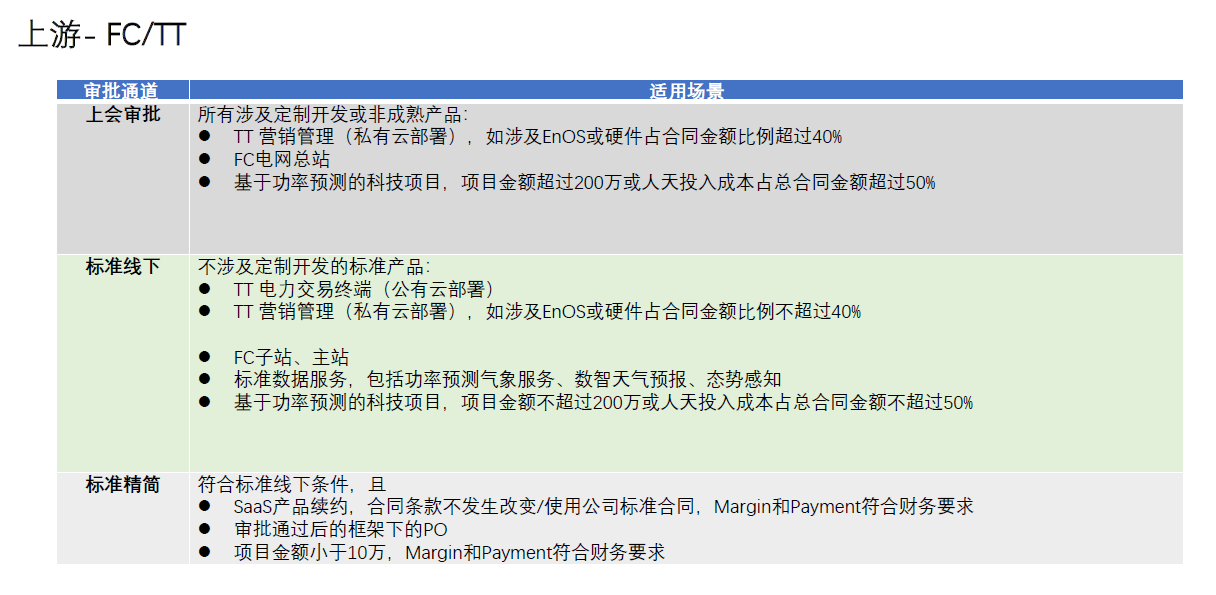 上游- FC/TT
审批通道
适用场景
上会审批
所有涉及定制开发或非成熟产品：
● TT 营销管理（私有云部署），如涉及EnOS或硬件占合同金额比例超过40%
● FC电网总站
● 基于功率预测的科技项目，项目金额超过200万或人天投入成本占总合同金额超过50%
标准线下
不涉及定制开发的标准产品：
● TT 电力交易终端（公有云部署）
● TT 营销管理（私有云部署），如涉及EnOS或硬件占合同金额比例不超过40%
● FC子站、主站
● 标准数据服务，包括功率预测气象服务、数智天气预报、态势感知
● 基于功率预测的科技项目，项目金额不超过200万或人天投入成本占总合同金额不超过50%
标准精简
符合标准线下条件，且
● SaaS产品续约，合同条款不发生改变/使用公司标准合同，Margin和Payment符合财务要求
● 审批通过后的框架下的PO
● 项目金额小于10万，Margin和Payment符合财务要求